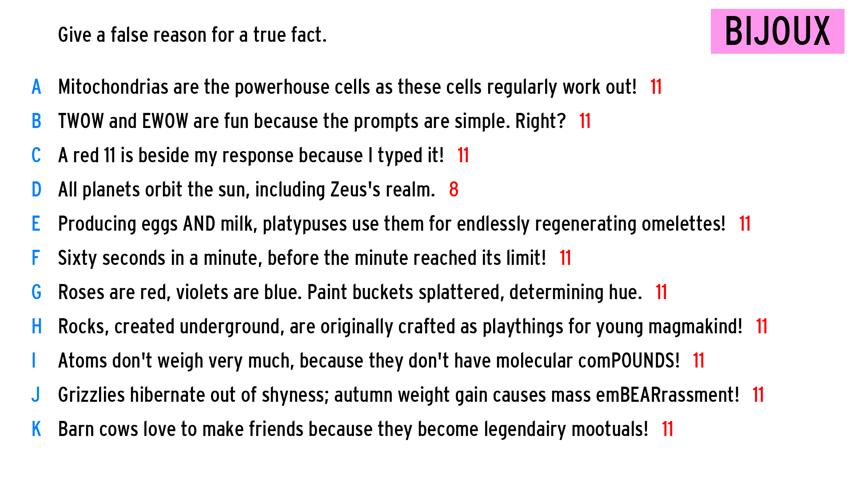 Give a false reason for a true fact.
BIJOUX
A Mitochondrias are the powerhouse cells as these cells regularly work out! 11
B TWOW and EWOW are fun because the prompts are simple. Right? 11
C A red 11 is beside my response because I typed it! 11
D All planets orbit the sun, including Zeus's realm. 8
E Producing eggs AND milk, platypuses use them for endlessly regenerating omelettes! 11
F Sixty seconds in a minute, before the minute reached its limit! 11
G Roses are red, violets are blue. Paint buckets splattered, determining hue. 11
H Rocks, created underground, are originally crafted as playthings for young magmakind! 11
I Atoms don't weigh very much, because they don't have molecular comPOUNDS! 11
J Grizzlies hibernate out of shyness; autumn weight gain causes mass emBEARrassment! 11
K Barn cows love to make friends because they become legendairy mootuals! 11